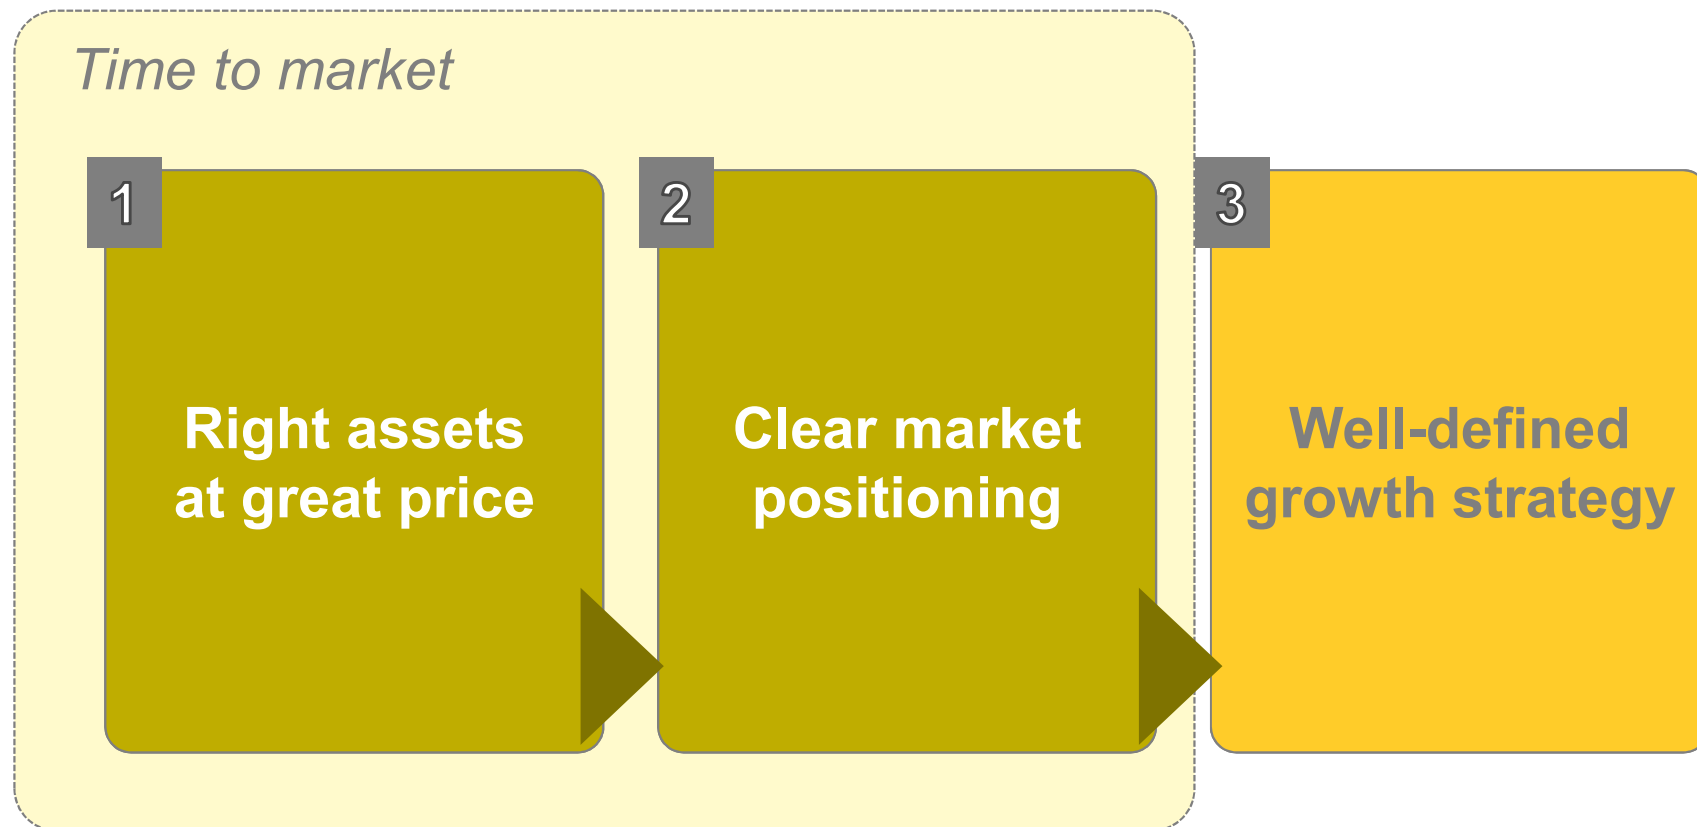 Time to market
1
Right assets
at great price
2
Clear market
positioning
3
Well-defined
growth strategy